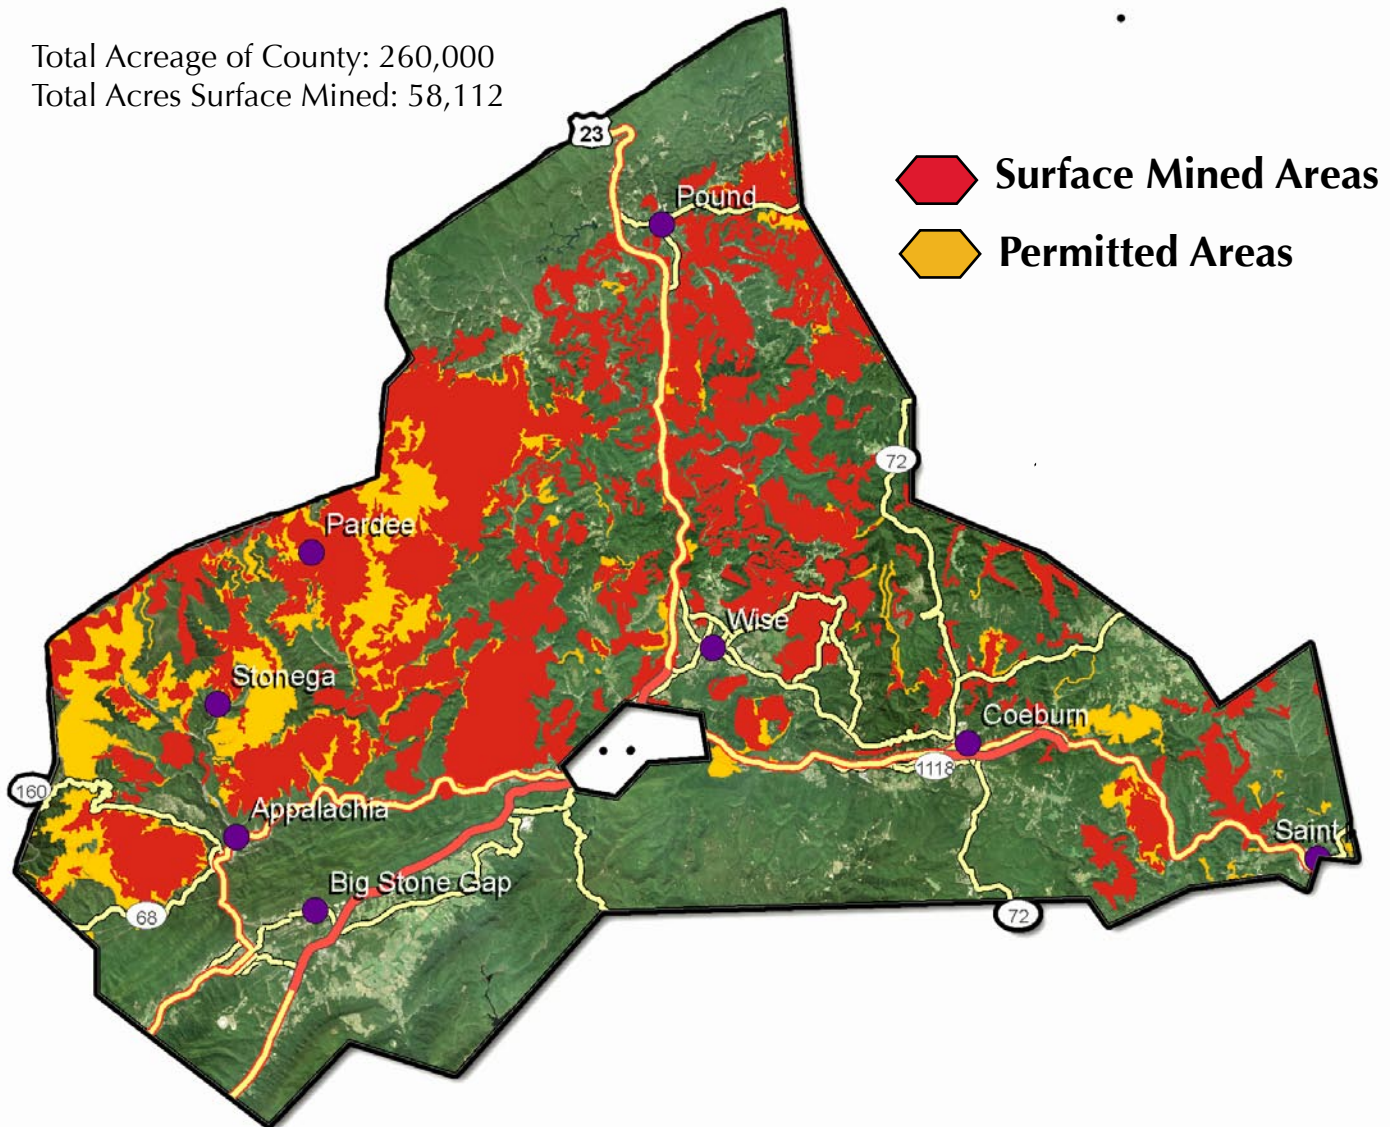 Total Acreage of County: 260,000
Total Acres Surface Mined: 58,112
23
Surface Mined Areas
Pound
Permitted Areas
72
Pardee
Wise
Stonega
Coeburn
1118
160
Appalachia
Saint
Big Stone Gap
68
72